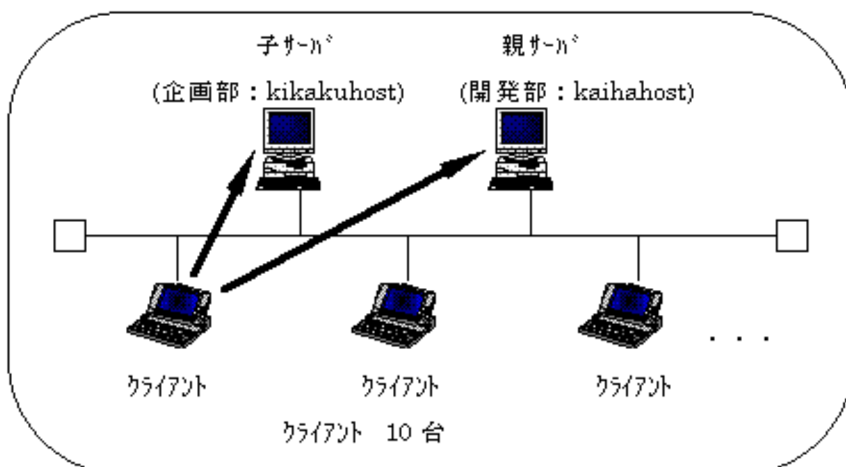 子ｻｰﾊﾞ 親ｻｰﾊﾞ
(企画部：kikakuhost) (開発部：kaihahost)
. . .
ｸﾗｲｱﾝﾄ ｸﾗｲｱﾝﾄ ｸﾗｲｱﾝﾄ
ｸﾗｲｱﾝﾄ 10 台